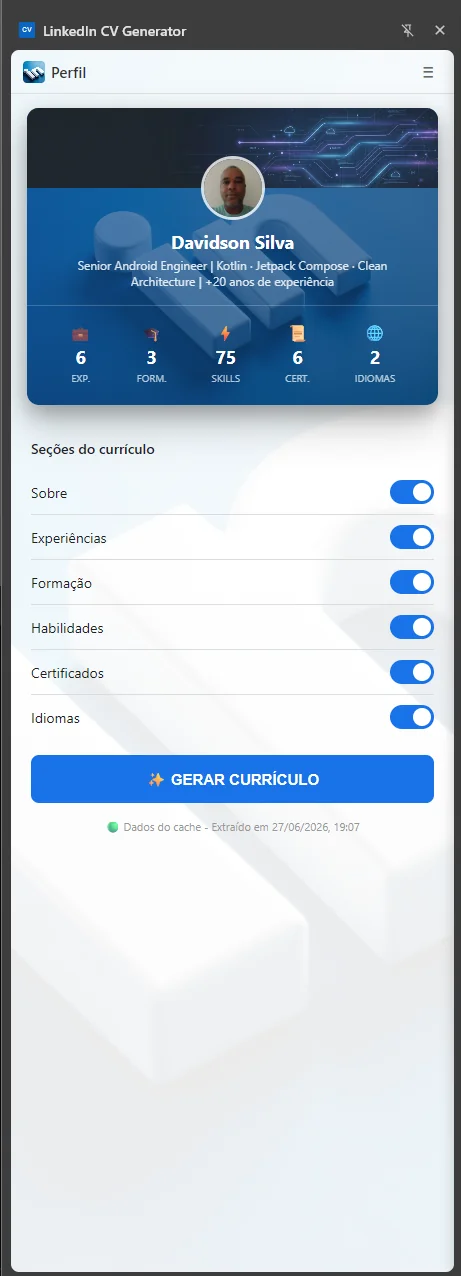 CV LinkedIn CV Generator
Perfil
Davidson Silva
Senior Android Engineer | Kotlin · Jetpack Compose · Clean
Architecture | +20 anos de experiência
6 3 75 6 2
EXP. FORM. SKILLS CERT. IDIOMAS
Seções do currículo
Sobre
Experiências
Formação
Habilidades
Certificados
Idiomas
✨ GERAR CURRÍCULO
Dados do cache - Extraído em 27/06/2026, 19:07